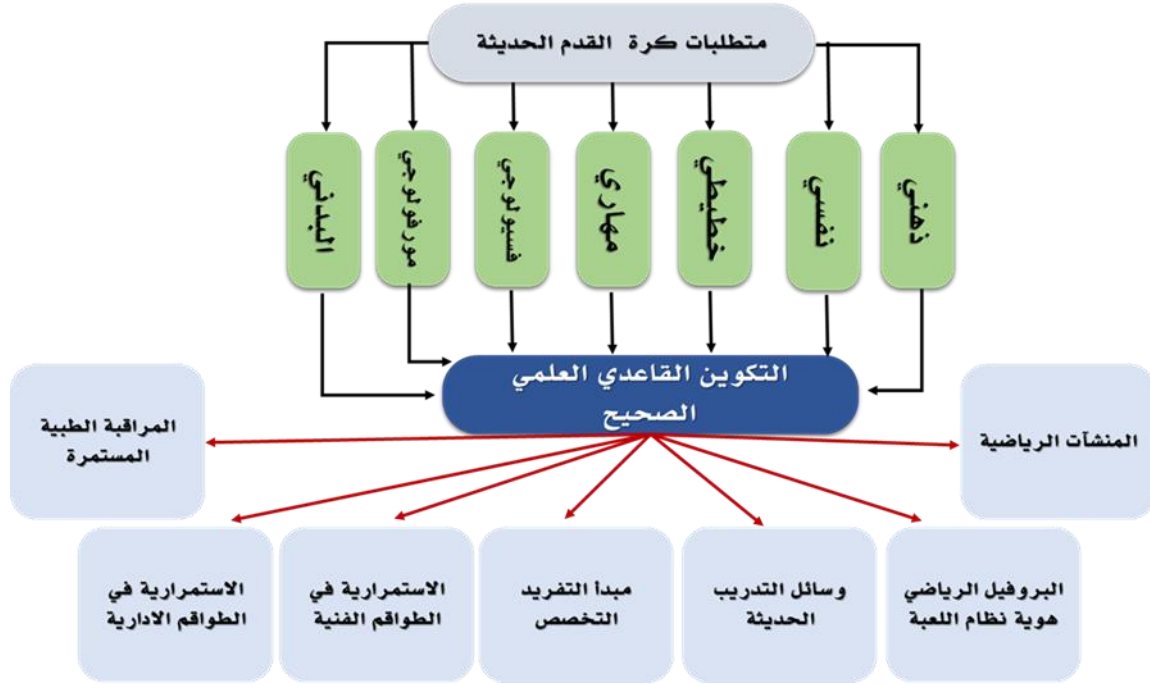 متطلبات كرة القدم الحديثة
ذهني
نفسي
خططيطي
مهاري
فسيولوجي
مورفولوجي
البدني
التكوين القاعدي العلمي
الصحيح
المنشآت الرياضية
المراقبة الطبية
المستمرة
البروفيل الرياضي
هوية نظام اللعبة
وسائل التدريب
الحديثة
مبدأ التفريد
التخصص
الاستمرارية في
الطواقم الفنية
الاستمرارية في
الطواقم الادارية